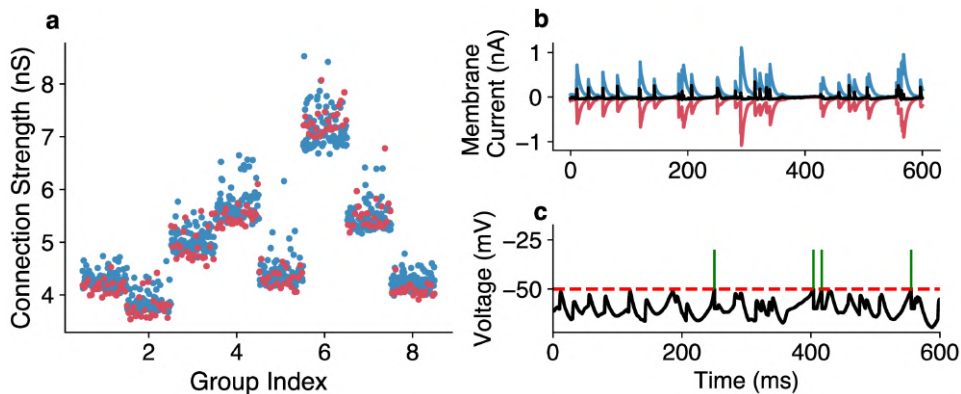 a
Connection Strength (nS)
8
7
6
5
4
2
4
6
8
Group Index
b
Membrane
Current (nA)
1
0
−1
0
200
400
600
c
Voltage (mV)
−25
−50
0
200
400
600
Time (ms)